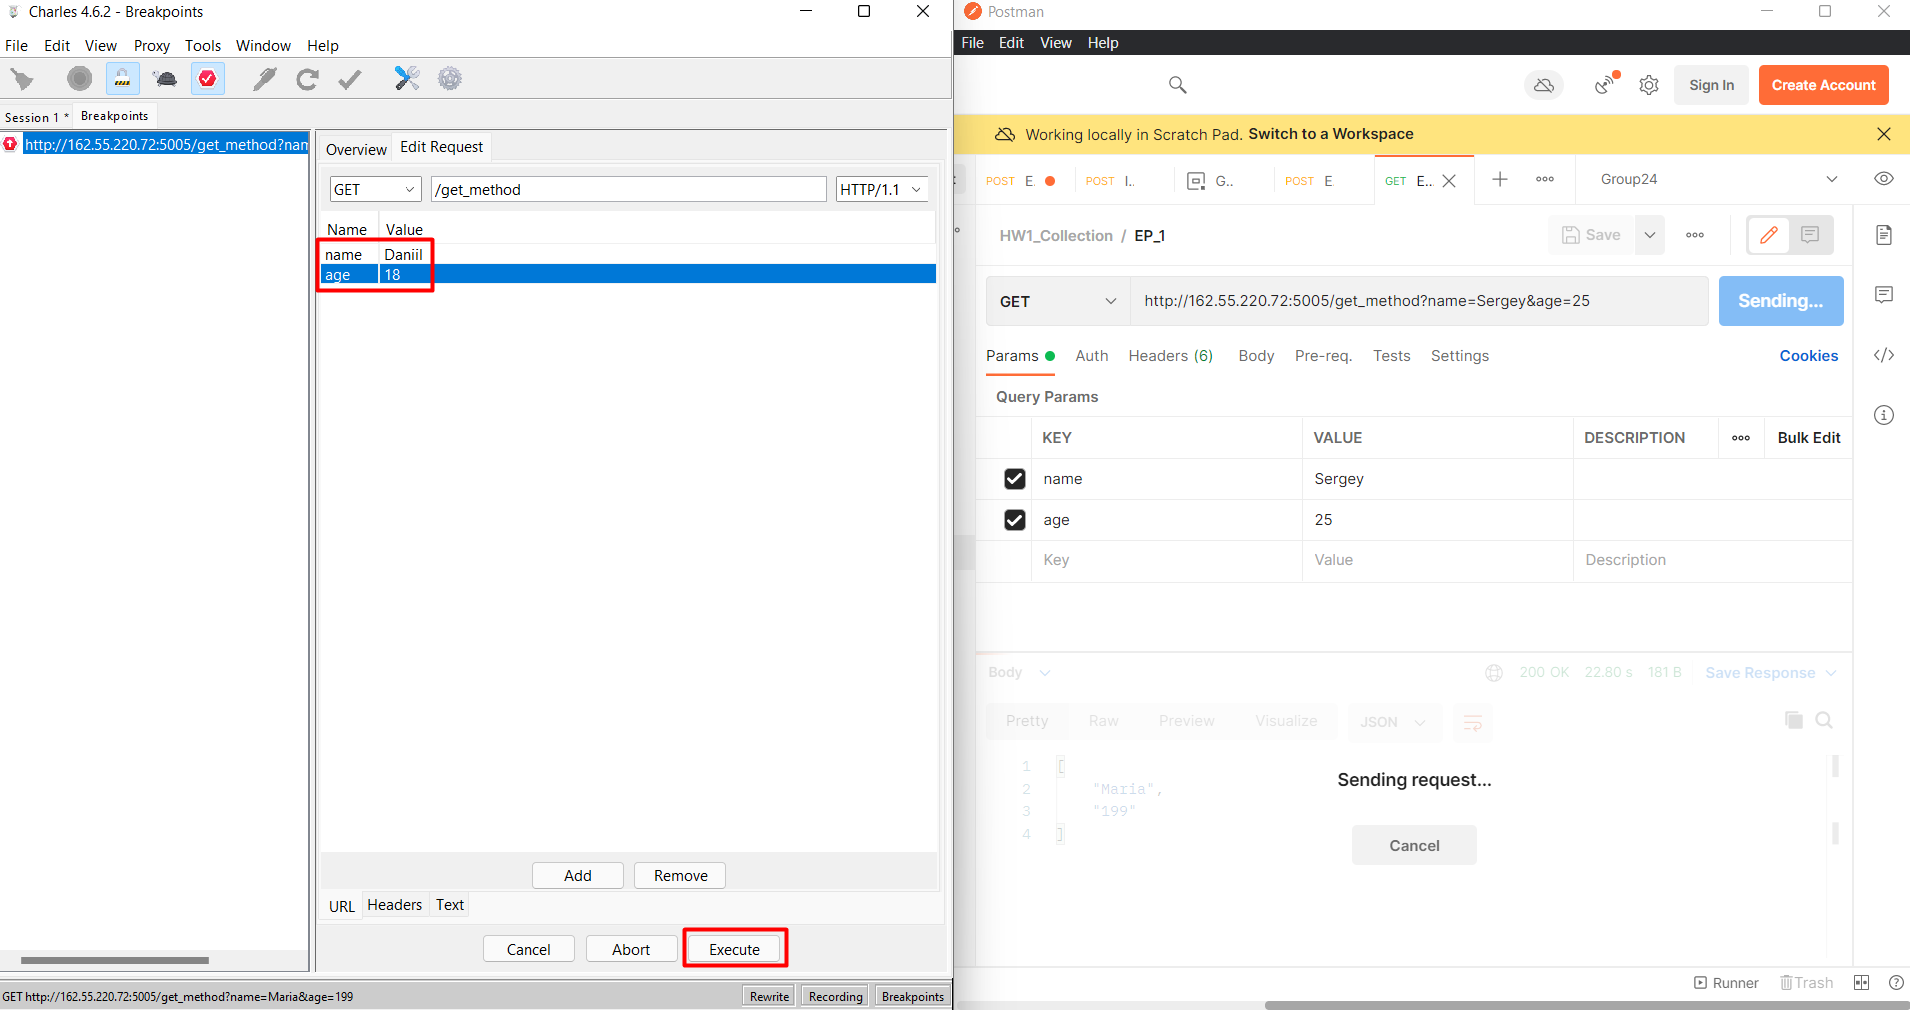 Charles 4.6.2 - Breakpoints
File Edit View Proxy Tools Window Help
Session 1 * Breakpoints
http://162.55.220.72:5005/get_method?nam
Overview Edit Request
GET /get_method HTTP/1.1
Name Value
name Daniil
age 18
Add Remove
URL Headers Text
Cancel Abort Execute
GET http://162.55.220.72:5005/get_method?name=Maria&age=199
Rewrite Recording Breakpoints
Postman
File Edit View Help
Sign In Create Account
Working locally in Scratch Pad. Switch to a Workspace
POST E. POST I.. G.. POST E GET E.. Group24
HW1_Collection / EP_1 Save
GET http://162.55.220.72:5005/get_method?name=Sergey&age=25 Sending...
Params Auth Headers (6) Body Pre-req. Tests Settings Cookies
Query Params
KEY VALUE DESCRIPTION Bulk Edit
name Sergey
age 25
Key Value Description
Body 200 OK 22.80 s 181 B Save Response
Pretty Raw Preview Visualize JSON
1 [
2 "Maria",
3 "199"
4 ]
Sending request...
Cancel
Runner Trash